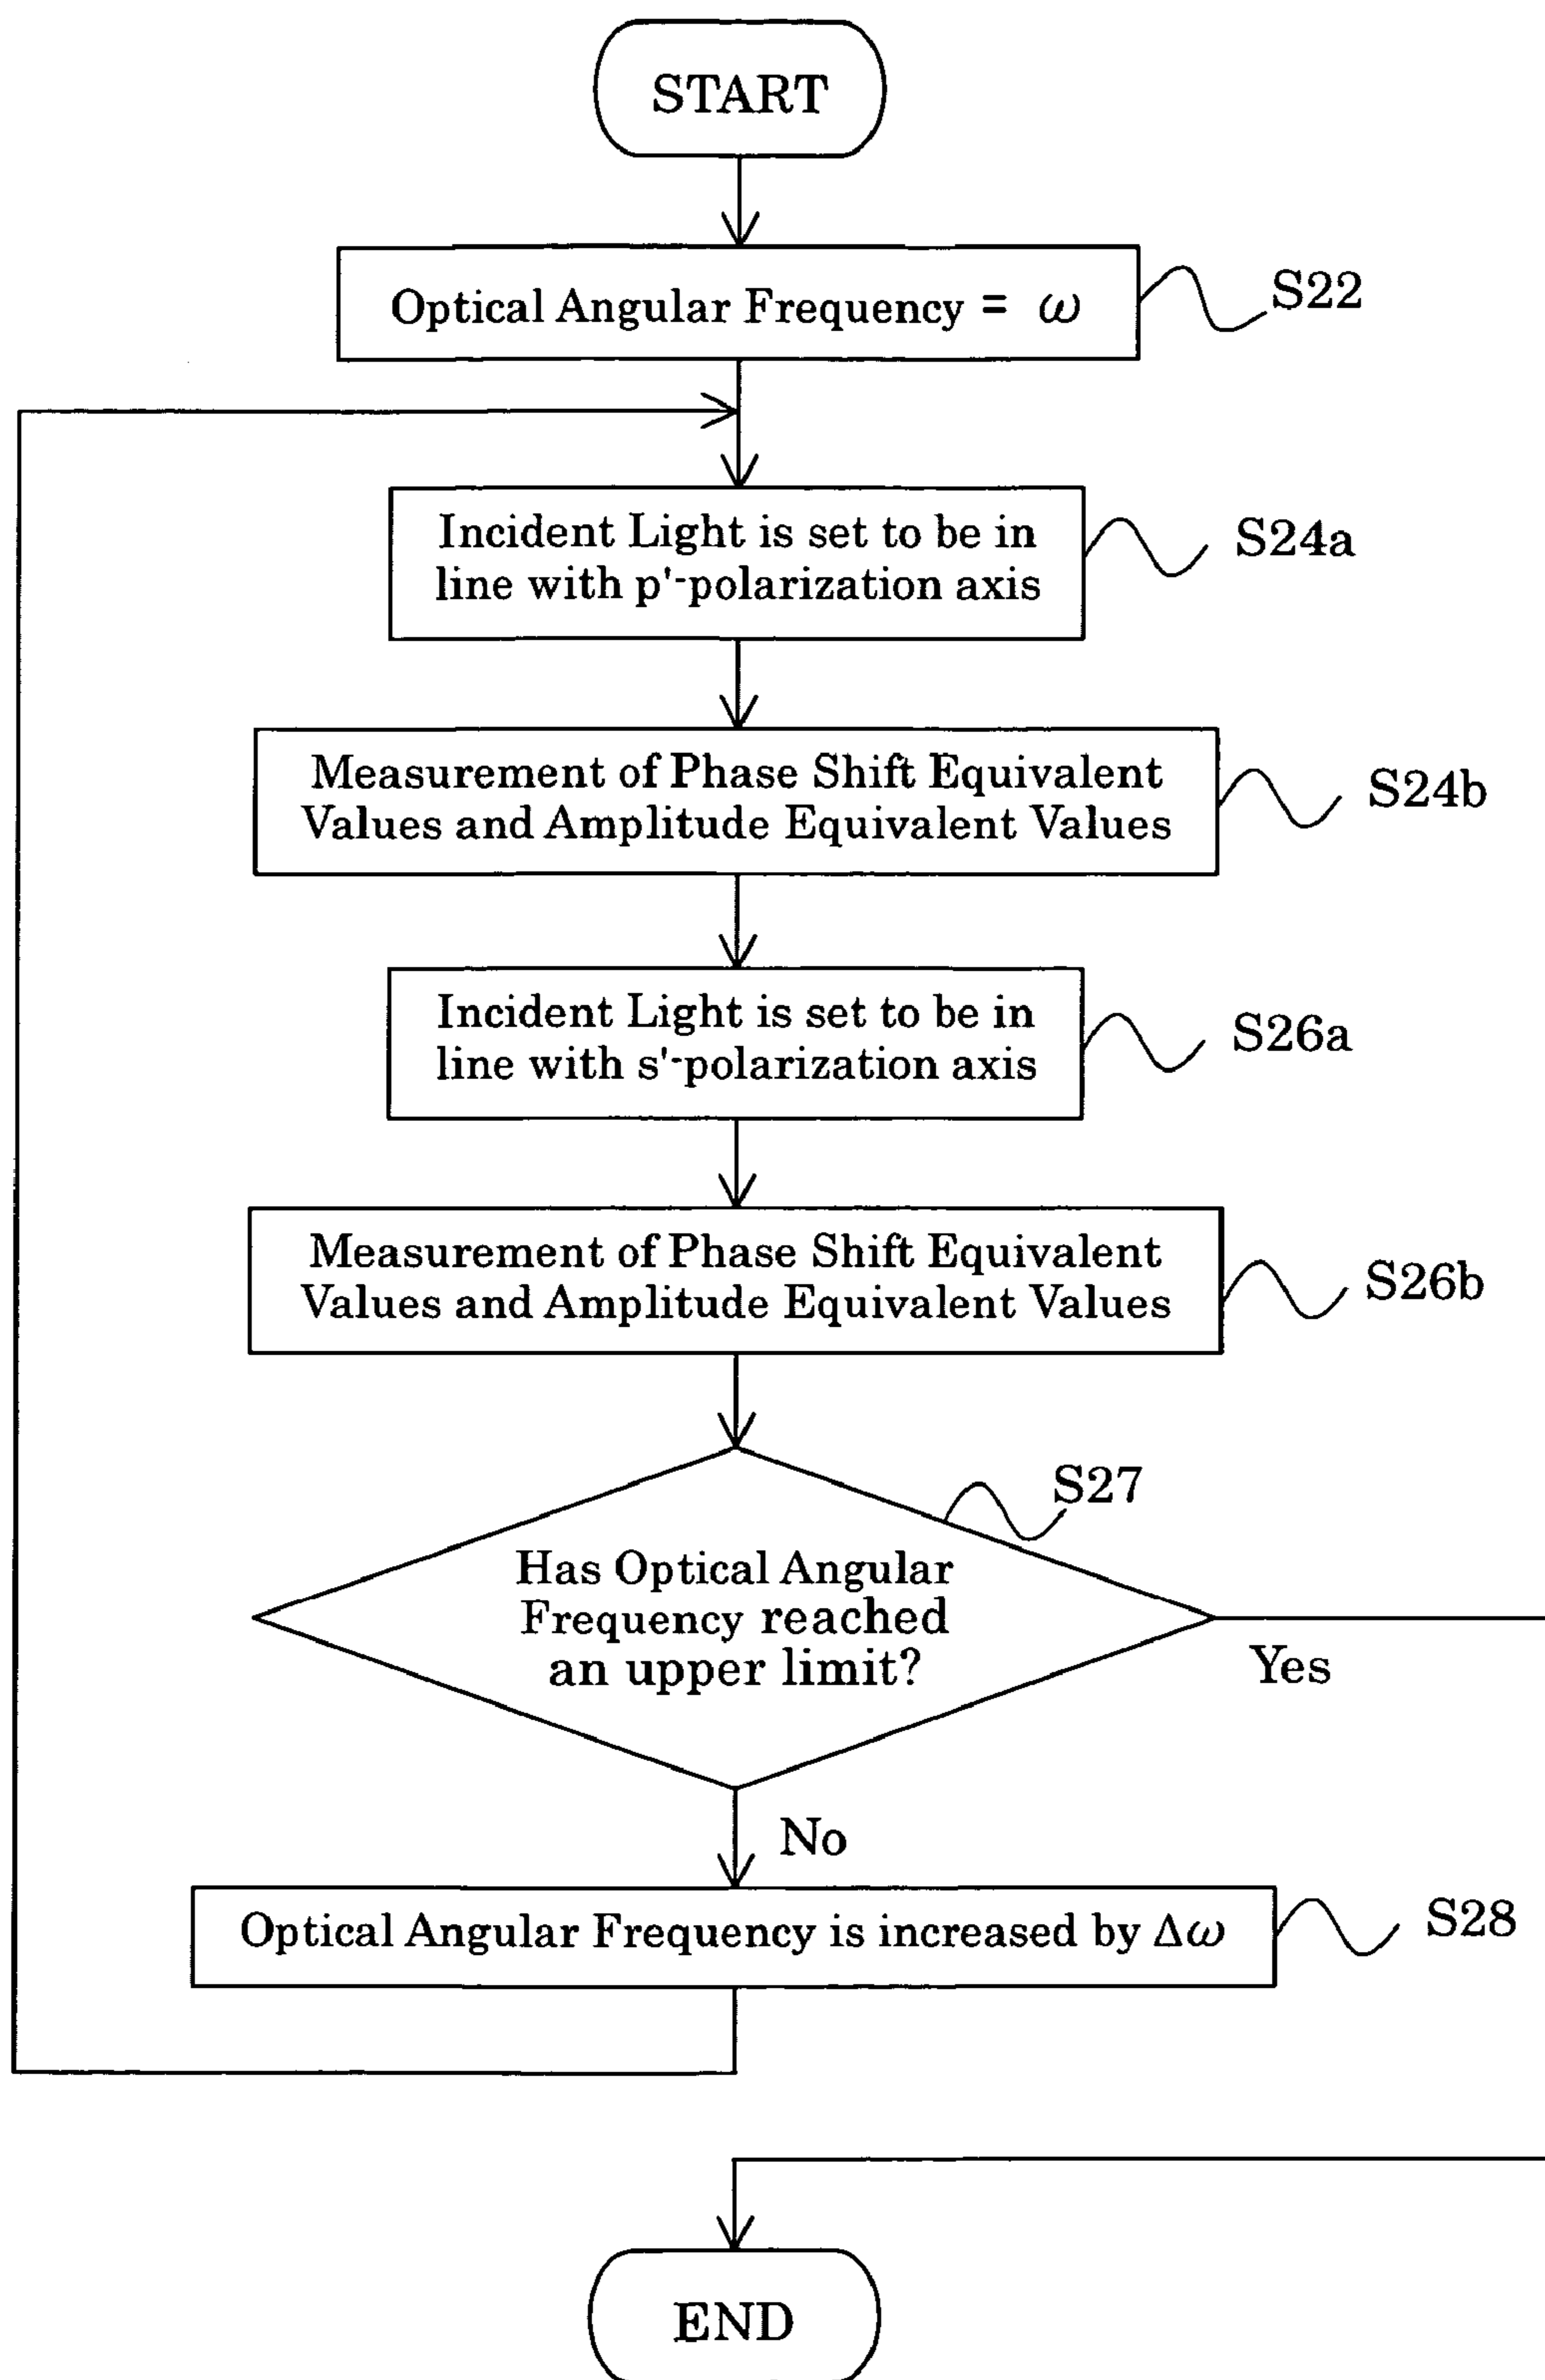 START
Optical Angular Frequency = ω
S22
Incident Light is set to be in
line with p'-polarization axis
S24a
Measurement of Phase Shift Equivalent
Values and Amplitude Equivalent Values
S24b
Incident Light is set to be in
line with s'-polarization axis
S26a
Measurement of Phase Shift Equivalent
Values and Amplitude Equivalent Values
S26b
S27
Has Optical Angular
Frequency reached
an upper limit?
Yes
No
Optical Angular Frequency is increased by Δω
S28
END